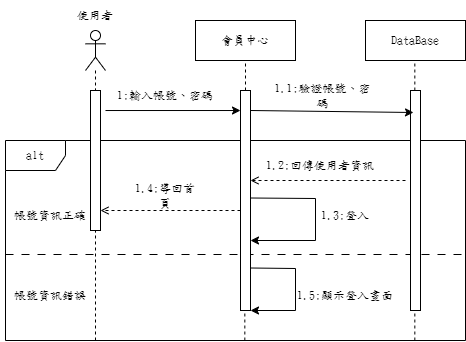 使用者
會員中心
DataBase
1:輸入帳號、密碼
1.1:驗證帳號、密
碼
alt
1.2:回傳使用者資訊
1.4:導回首
頁
帳號資訊正確
1.3:登入
帳號資訊錯誤
1.5:顯示登入畫面